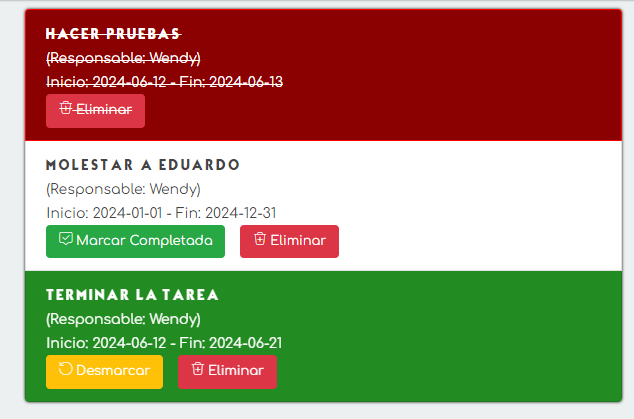 HACER PRUEBAS
(Responsable: Wendy)
Inicio: 2024-06-12 - Fin: 2024-06-13
Eliminar
MOLESTAR A EDUARDO
(Responsable: Wendy)
Inicio: 2024-01-01 - Fin: 2024-12-31
Marcar Completada Eliminar
TERMINAR LA TAREA
(Responsable: Wendy)
Inicio: 2024-06-12 - Fin: 2024-06-21
Desmarcar Eliminar